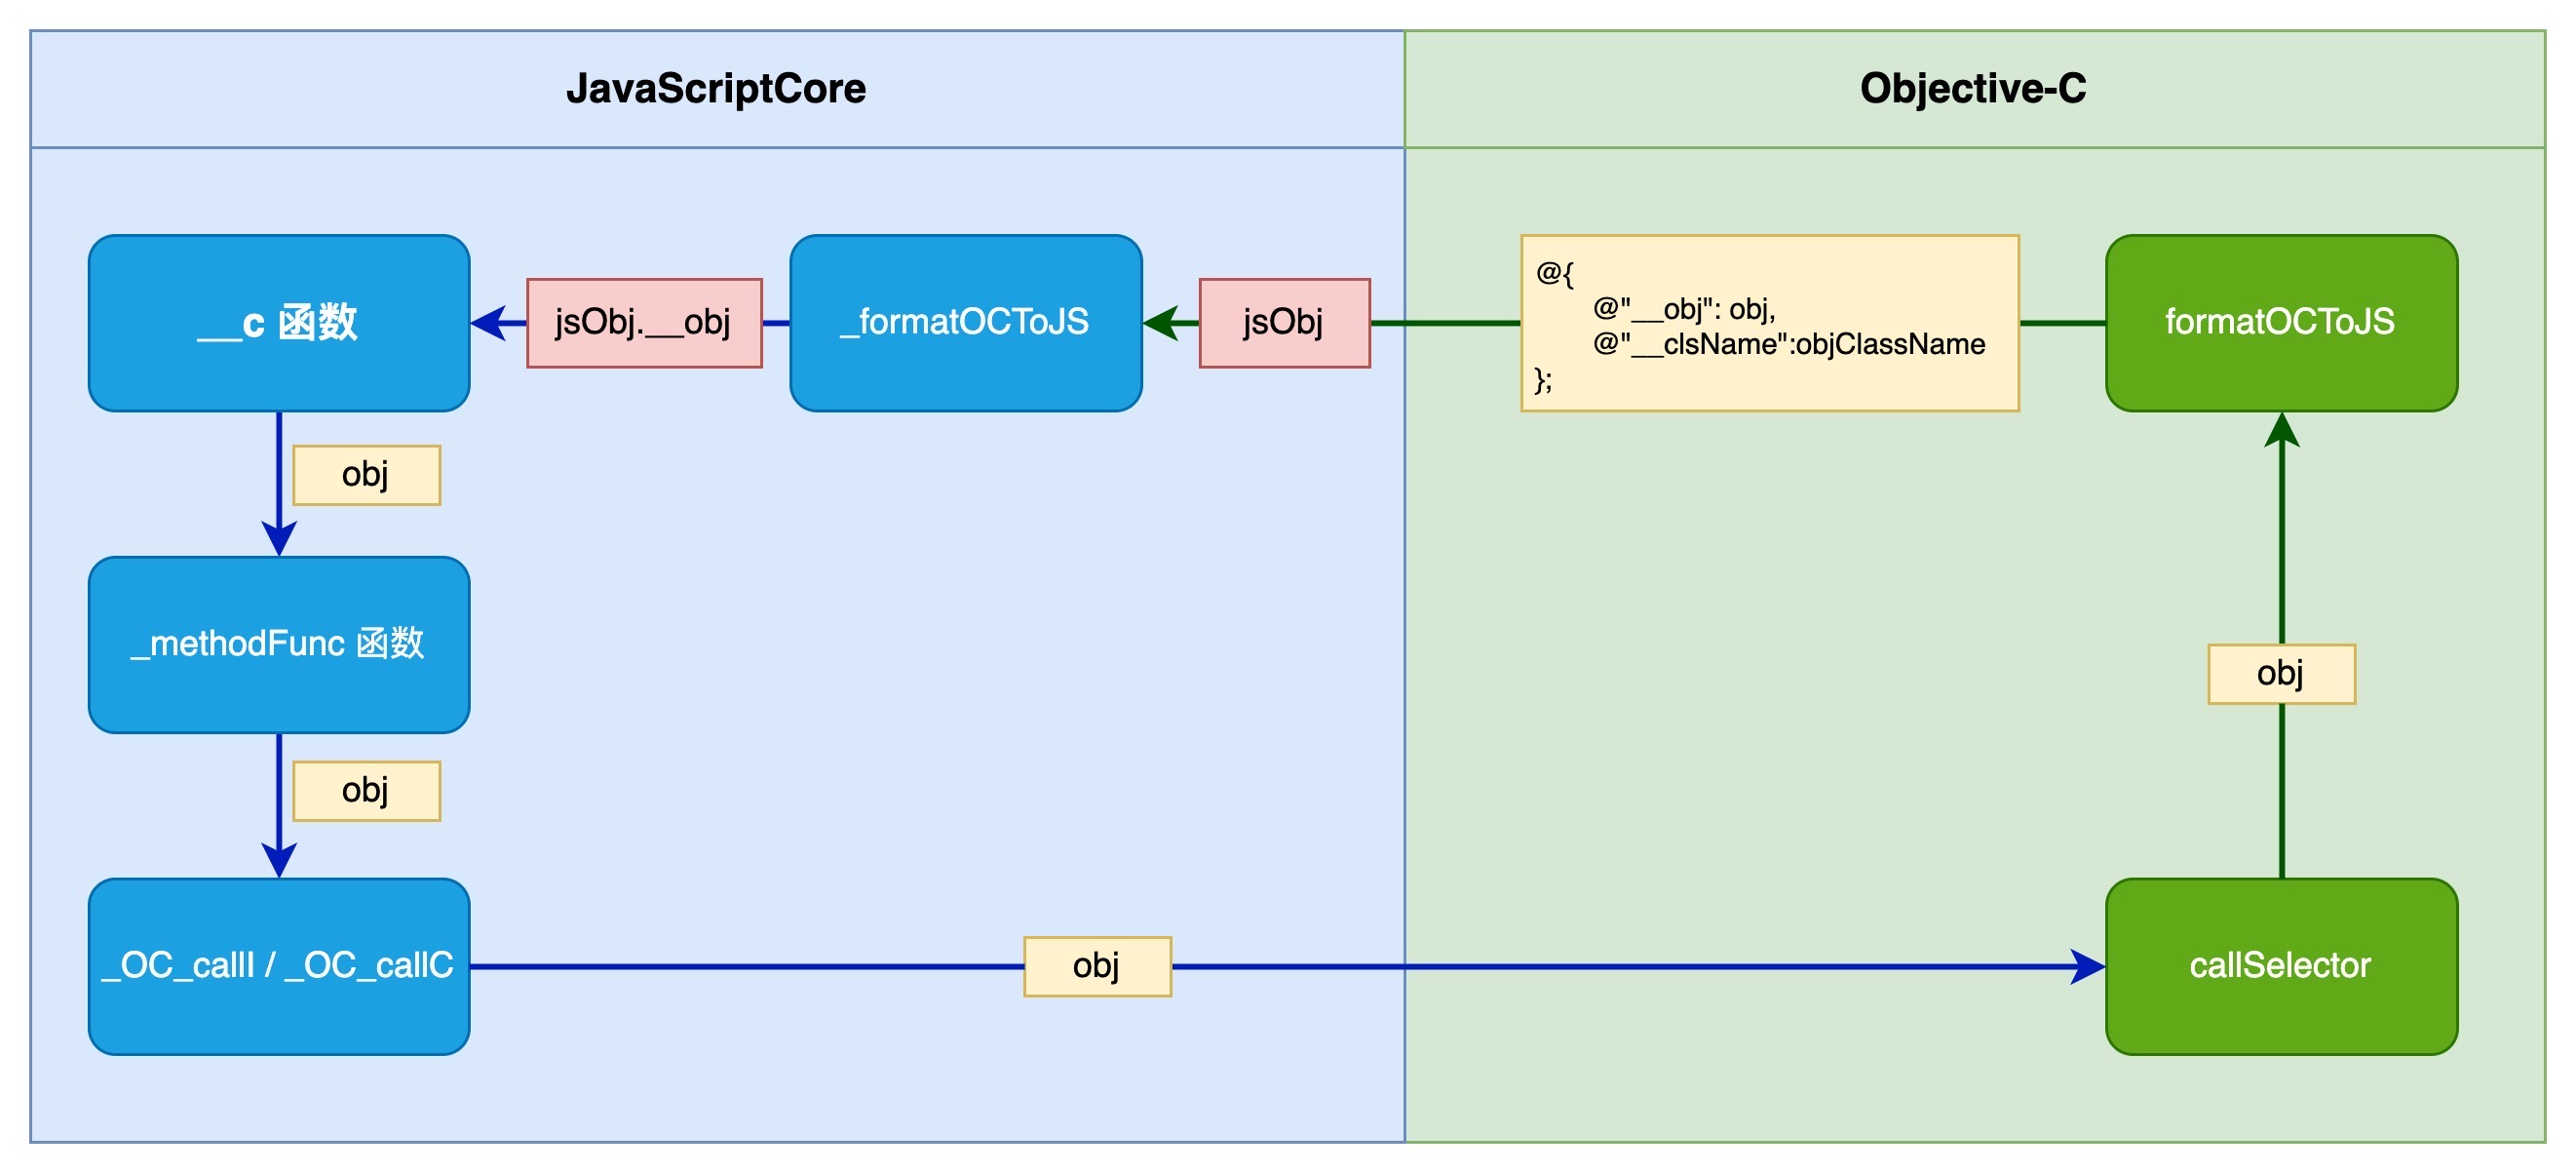 JavaScriptCore
Objective-C
__c 函数
jsObj.__obj
_formatOCToJS
jsObj
@{
@"__obj": obj,
@"__clsName":objClassName
};
formatOCToJS
obj
_methodFunc 函数
obj
obj
_OC_callI / _OC_callC
obj
callSelector